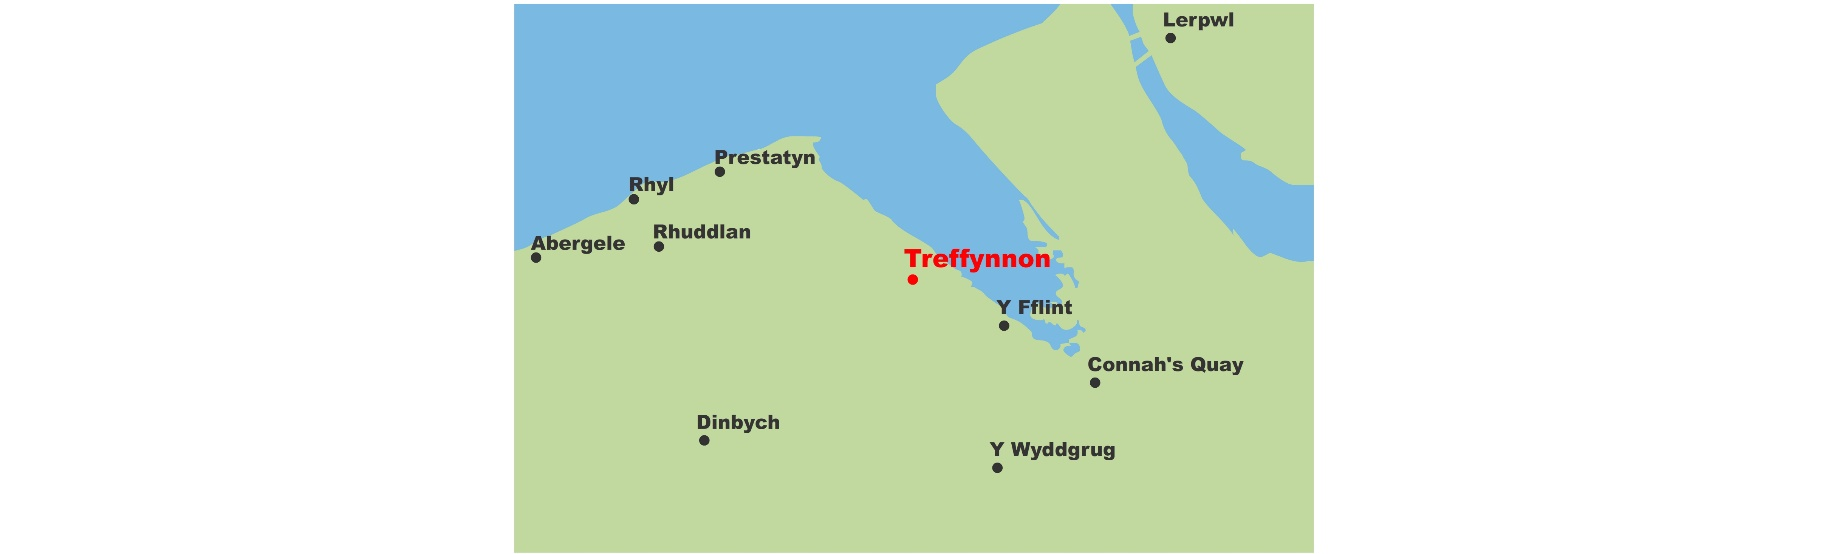 Lerpwl
Prestatyn
Rhyl
Rhuddlan
Abergele
Treffynnon
Y Fflint
Connah's Quay
Dinbych
Y Wyddgrug